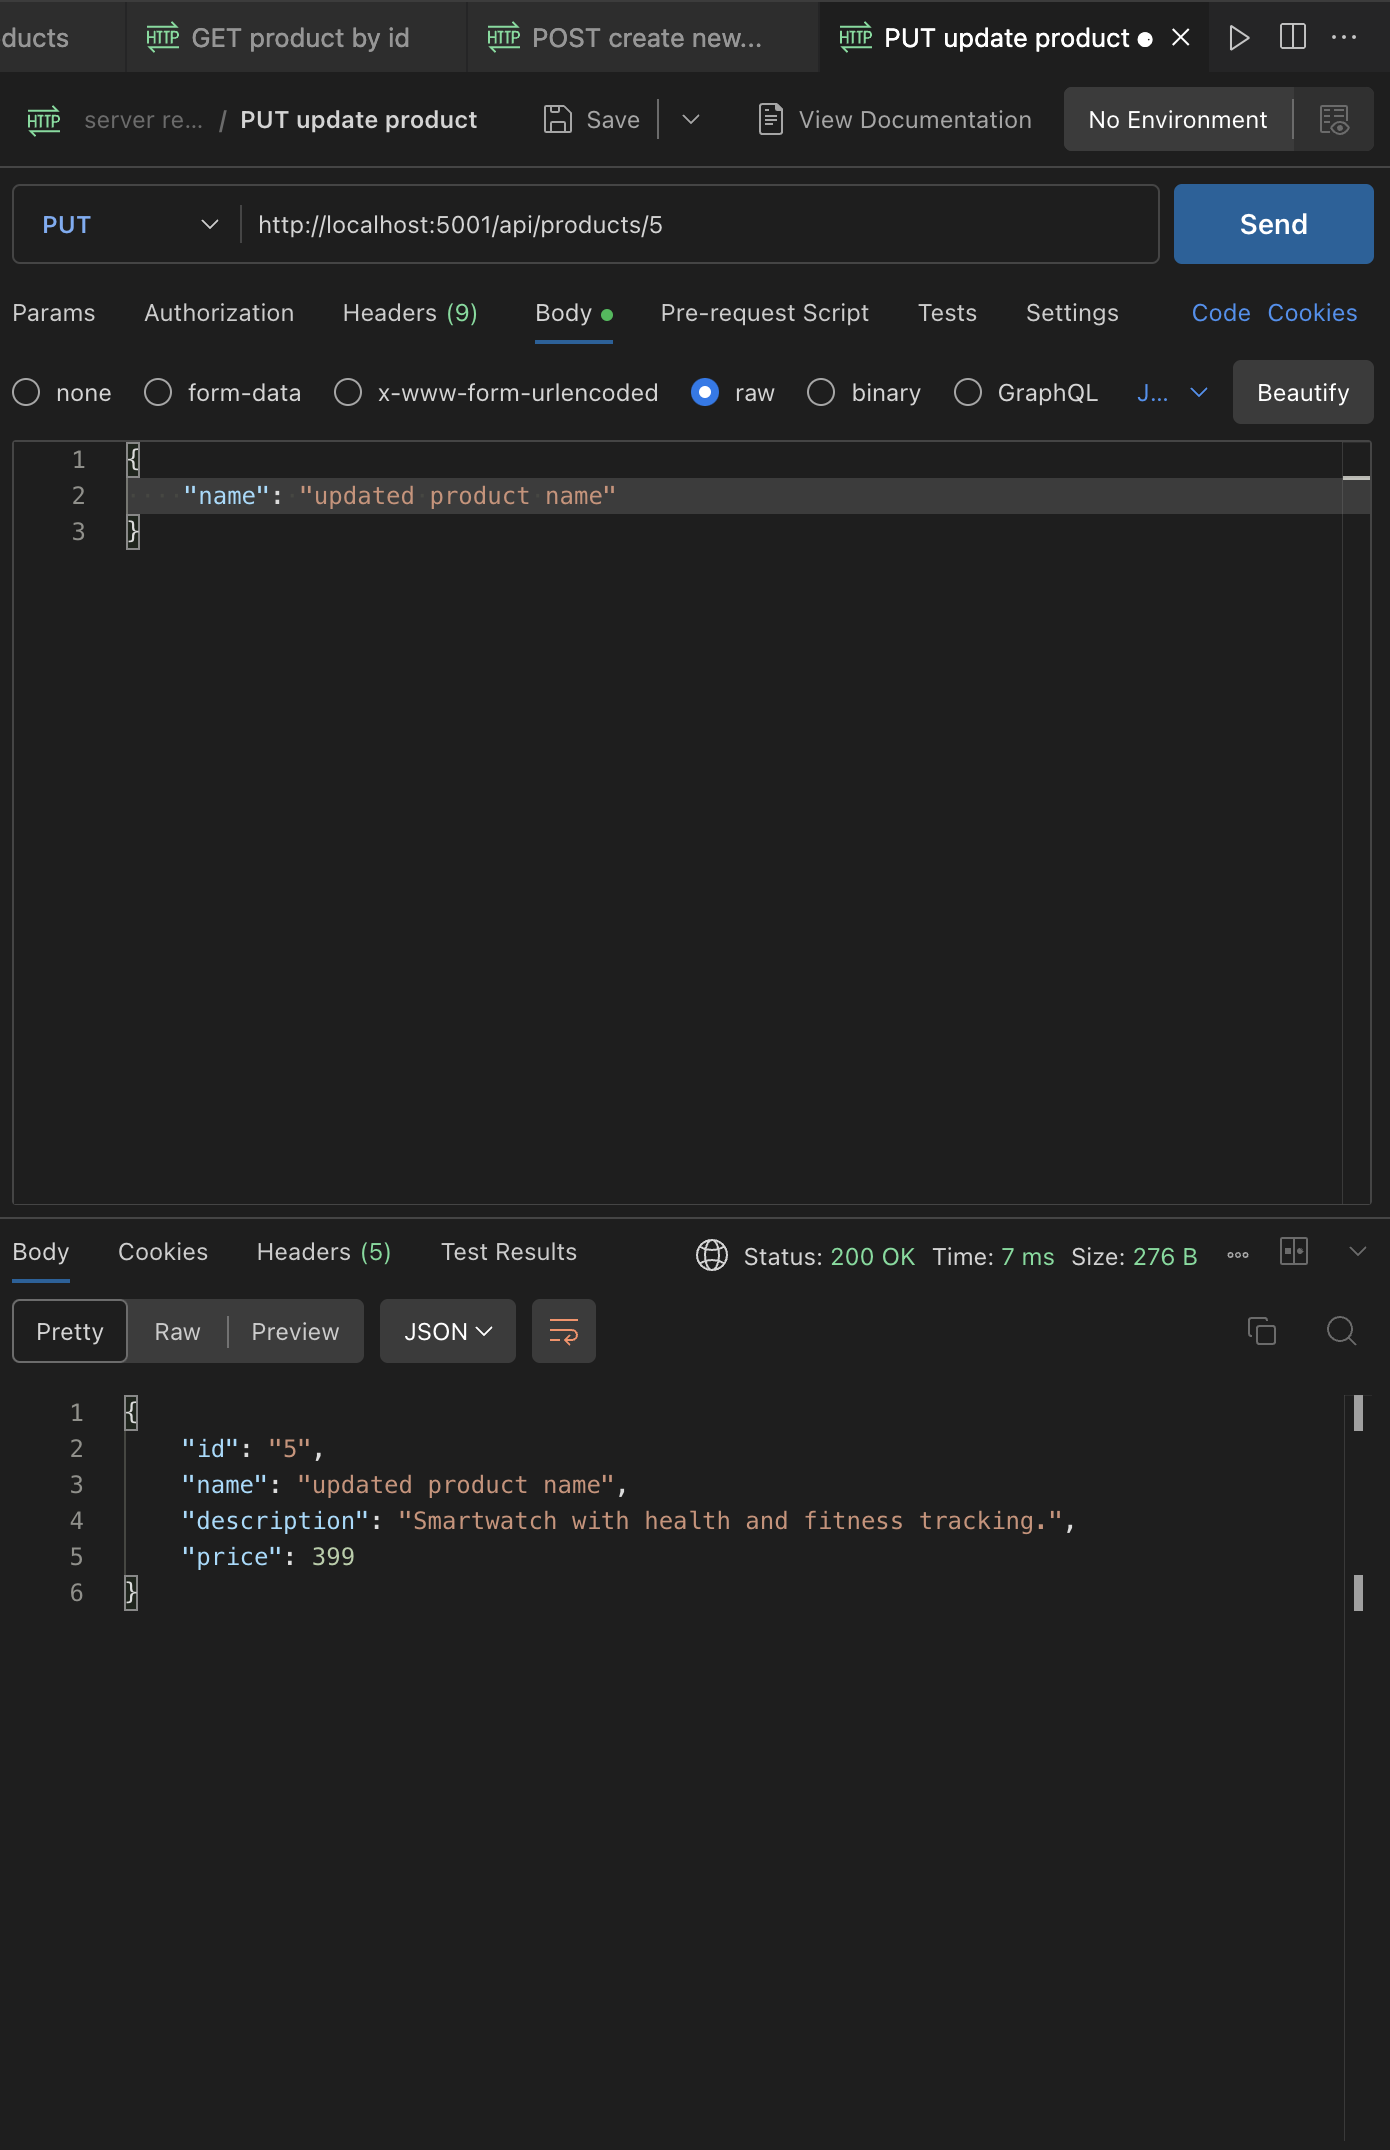 ducts
HTTP GET product by id
HTTP POST create new...
HTTP PUT update product
HTTP server re... / PUT update product
Save
View Documentation
No Environment
PUT
http://localhost:5001/api/products/5
Send
Params Authorization Headers (9) Body Pre-request Script Tests Settings Code Cookies
none form-data x-www-form-urlencoded raw binary GraphQL J... Beautify
1 {
2 "name": "updated product name"
3 }
Body Cookies Headers (5) Test Results Status: 200 OK Time: 7 ms Size: 276 B
Pretty Raw Preview JSON
1 {
2 "id": "5",
3 "name": "updated product name",
4 "description": "Smartwatch with health and fitness tracking.",
5 "price": 399
6 }